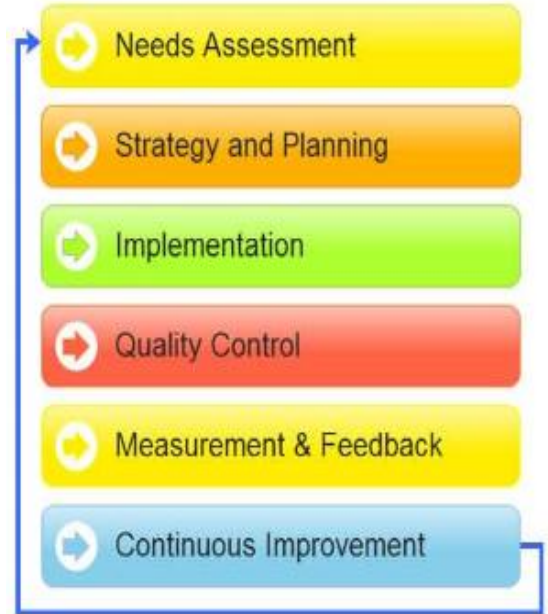 Needs Assessment
Strategy and Planning
Implementation
Quality Control
Measurement & Feedback
Continuous Improvement